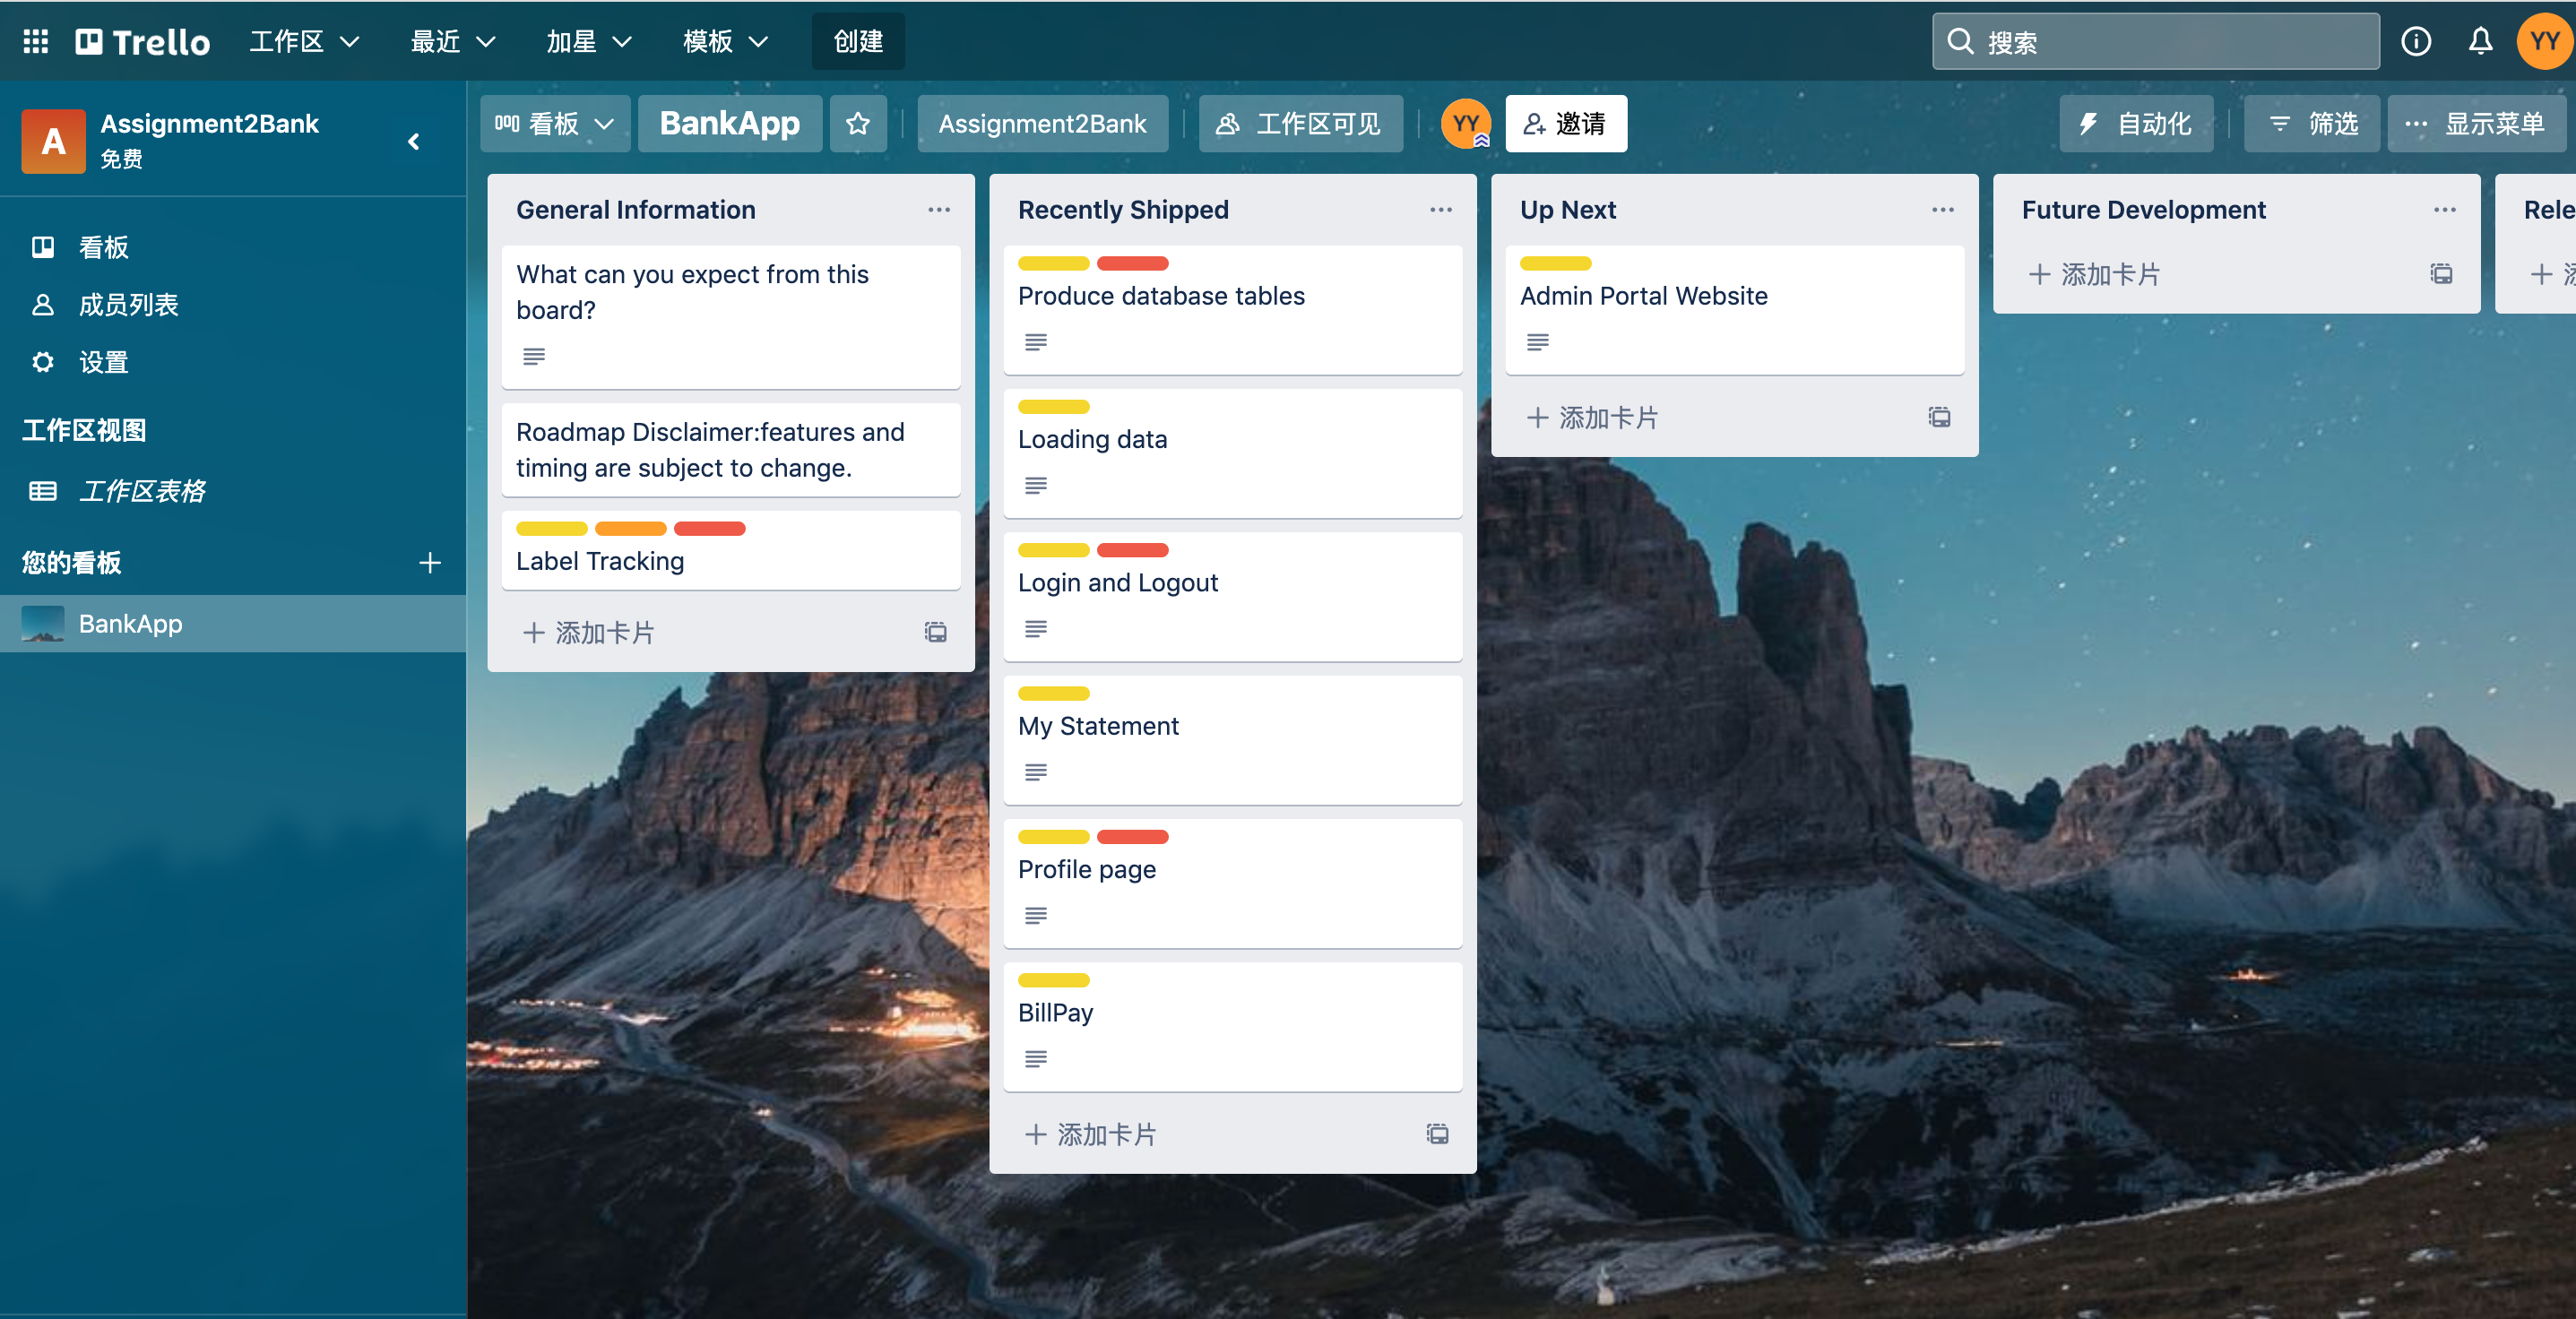 Trello
工作区
最近
加星
模板
创建
搜索
YY
A
Assignment2Bank
免费
看板
成员列表
设置
工作区视图
工作区表格
您的看板
BankApp
看板
BankApp
Assignment2Bank
工作区可见
YY
邀请
自动化
筛选
显示菜单
General Information
What can you expect from this
board?
Roadmap Disclaimer:features and
timing are subject to change.
Label Tracking
添加卡片
Recently Shipped
Produce database tables
Loading data
Login and Logout
My Statement
Profile page
BillPay
添加卡片
Up Next
Admin Portal Website
添加卡片
Future Development
添加卡片
Rele